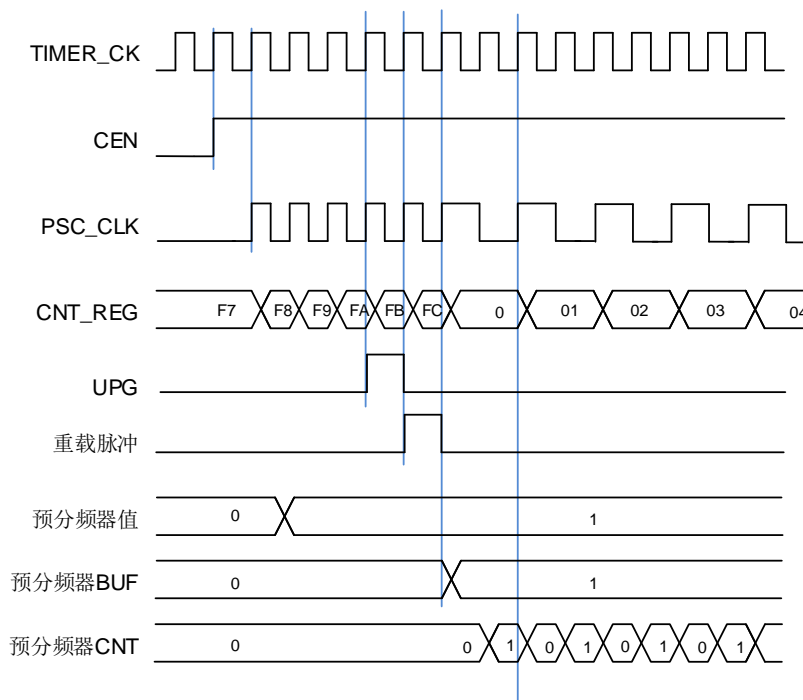 TIMER_CK
CEN
PSC_CLK
CNT_REG F7 F8 F9 FA FB FC 0 01 02 03 04
UPG
重载脉冲
预分频器值 0 1
预分频器BUF 0 1
预分频器CNT 0 0 1 0 1 0 1 0 1